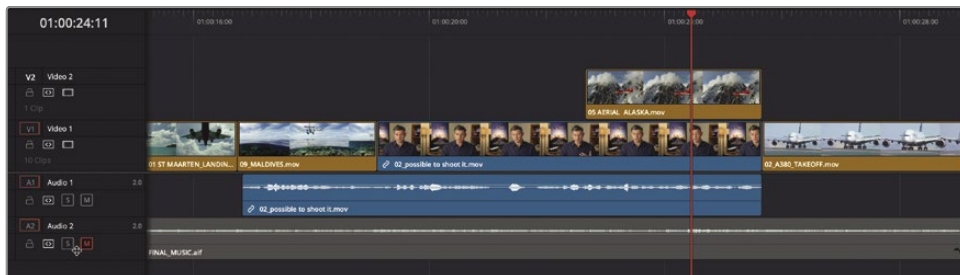 01:00:24:11
01:00:16:00
01:00:20:00
01:00:28:00
V2 Video 2
1 Clip
05 AERIAL_ALASKA.mov
V1 Video 1
10 Clips
01 ST MAARTEN_LANDIN...
09_MALDIVES.mov
02_possible to shoot it.mov
02_A380_TAKEOFF.mov
A1 Audio 1 2.0
S M
02_possible to shoot it.mov
A2 Audio 2 2.0
S M
FINAL_MUSIC.aif